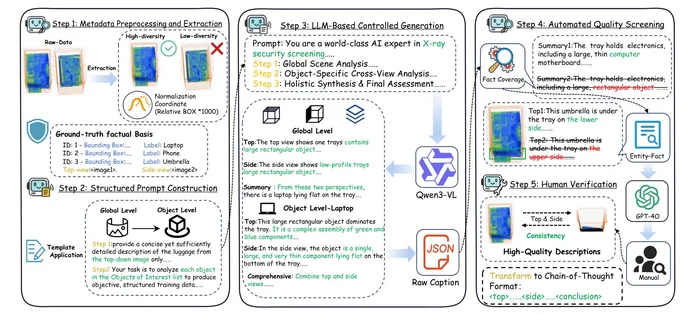 Step 1: Metadata Preprocessing and Extraction
Raw-Data
Extraction
High-diversity
Low-diversity
Normalization
Coordinate
(Relative BOX *1000)
Ground-truth factual Basis
ID: 1 - Bounding Box:... Label: Laptop
ID: 2 - Bounding Box:... Label: Phone
ID: 3 - Bounding Box:... Label: Umbrella
Top-view:<image1>. Side-view:<image2>.
Step 2: Structured Prompt Construction
Global Level
Object Level
Template
Application
Step 1:provide a concise yet sufficiently
detailed description of the luggage from
the top-down image only......
Step2 Your task is to analyze each object
in the Objects of Interest list to produce
objective, structured training data......
Step 3: LLM-Based Controlled Generation
Prompt: You are a world-class AI expert in X-ray
security screening.....
Step 1: Global Scene Analysis....
Step 2: Object-Specific Cross-View Analysis....
Step 3: Holistic Synthesis & Final Assessment......
Global Level
Top:The top view shows one trays contains
large rectangular object....
Side:The side view shows low-profile trays
large rectangular object....
Summary : From these two perspectives,
there is a laptop lying flat on the tray....
Object Level-Laptop
Top:This large rectangular object dominates
the tray. It is a complex assembly of green and
blue components....
Side:In the side view, the object is a single,
large, and very thin component lying flat on the
bottom of the tray....
Comprehensive: Combine top and side
views......
Qwen3-VL
JSON
Raw Caption
Step 4: Automated Quality Screening
Fact Coverage
Summary1:The tray holds electronics,
including a large, thin computer
motherboard......
Summary2:The tray holds electronics,
including a large, rectangular object......
Top1:This umbrella is under
the tray on the lower
side......
Top2: This umbrella is
under the tray on the
upper side......
Entity-Fact
Step 5: Human Verification
Top & Side
Consistency
High-Quality Descriptions
GPT-4O
Manual
Transform to Chain-of-Thought
Format:
<top>......<side>.....<conclusion>